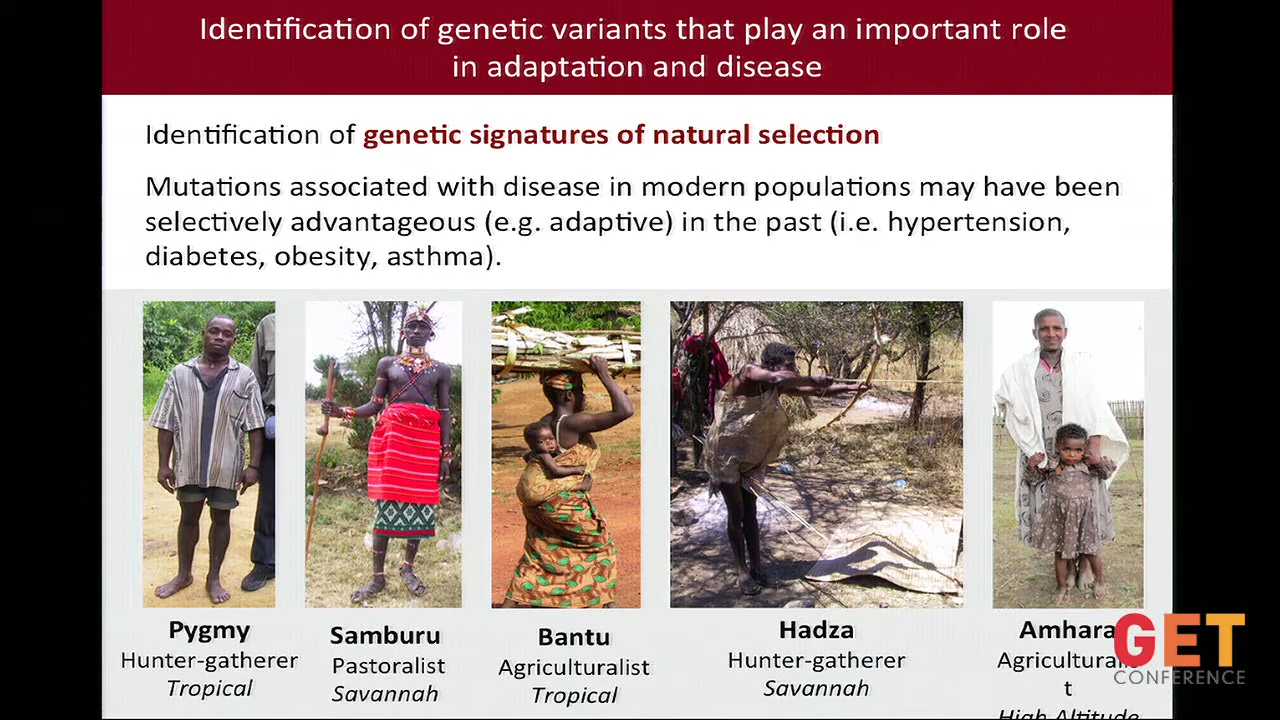 Identification of genetic variants that play an important role
in adaptation and disease
Identification of genetic signatures of natural selection
Mutations associated with disease in modern populations may have been
selectively advantageous (e.g. adaptive) in the past (i.e. hypertension,
diabetes, obesity, asthma).
Pygmy
Hunter-gatherer
Tropical
Samburu
Pastoralist
Savannah
Bantu
Agriculturalist
Tropical
Hadza
Hunter-gatherer
Savannah
Amhara
Agriculturalis
t
High Altitude
GET
CONFERENCE